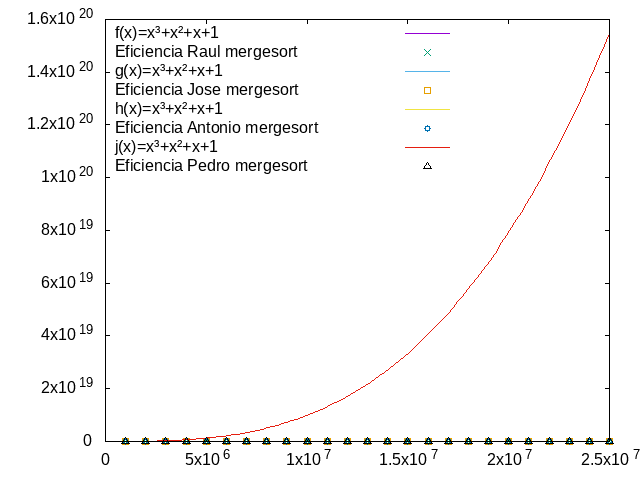 f(x)=x³+x²+x+1
Eficiencia Raul mergesort
g(x)=x³+x²+x+1
Eficiencia Jose mergesort
h(x)=x³+x²+x+1
Eficiencia Antonio mergesort
j(x)=x³+x²+x+1
Eficiencia Pedro mergesort
1.6x10 20
1.4x10 20
1.2x10 20
1x10 20
8x10 19
6x10 19
4x10 19
2x10 19
0
0 5x10 6 1x10 7 1.5x10 7 2x10 7 2.5x10 7